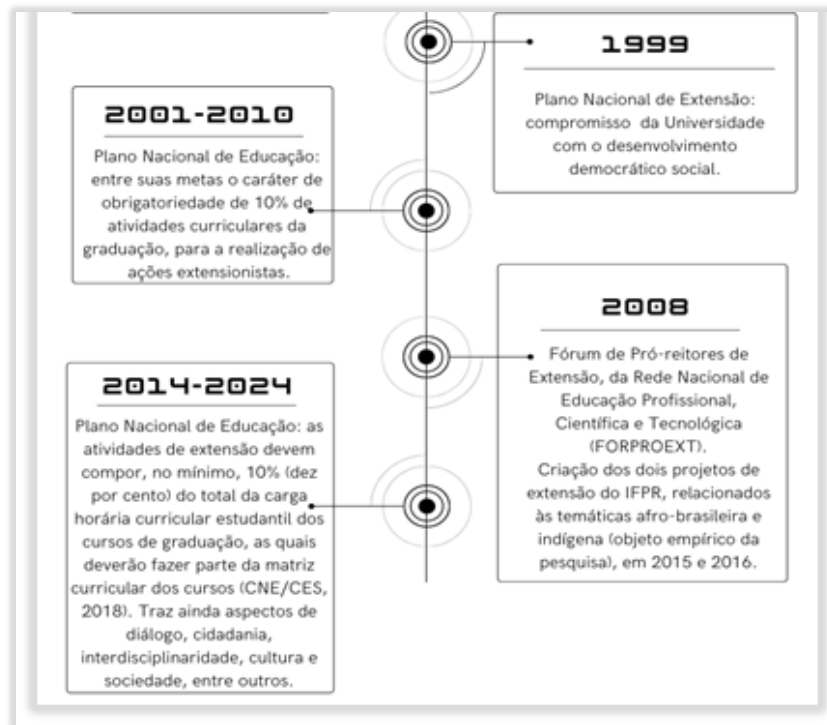 1999
Plano Nacional de Extensão:
compromisso da Universidade
com o desenvolvimento
democrático social.
2001-2010
Plano Nacional de Educação:
entre suas metas o caráter de
obrigatoriedade de 10% de
atividades curriculares da
graduação, para a realização de
ações extensionistas.
2008
Fórum de Pró-reitores de
Extensão, da Rede Nacional de
Educação Profissional,
Científica e Tecnológica
(FORPROEXT).
Criação dos dois projetos de
extensão do IFPR, relacionados
às temáticas afro-brasileira e
indígena (objeto empírico da
pesquisa), em 2015 e 2016.
2014-2024
Plano Nacional de Educação: as
atividades de extensão devem
compor, no mínimo, 10% (dez
por cento) do total da carga
horária curricular estudantil dos
cursos de graduação, as quais
deverão fazer parte da matriz
curricular dos cursos (CNE/CES,
2018). Traz ainda aspectos de
diálogo, cidadania,
interdisciplinaridade, cultura e
sociedade, entre outros.